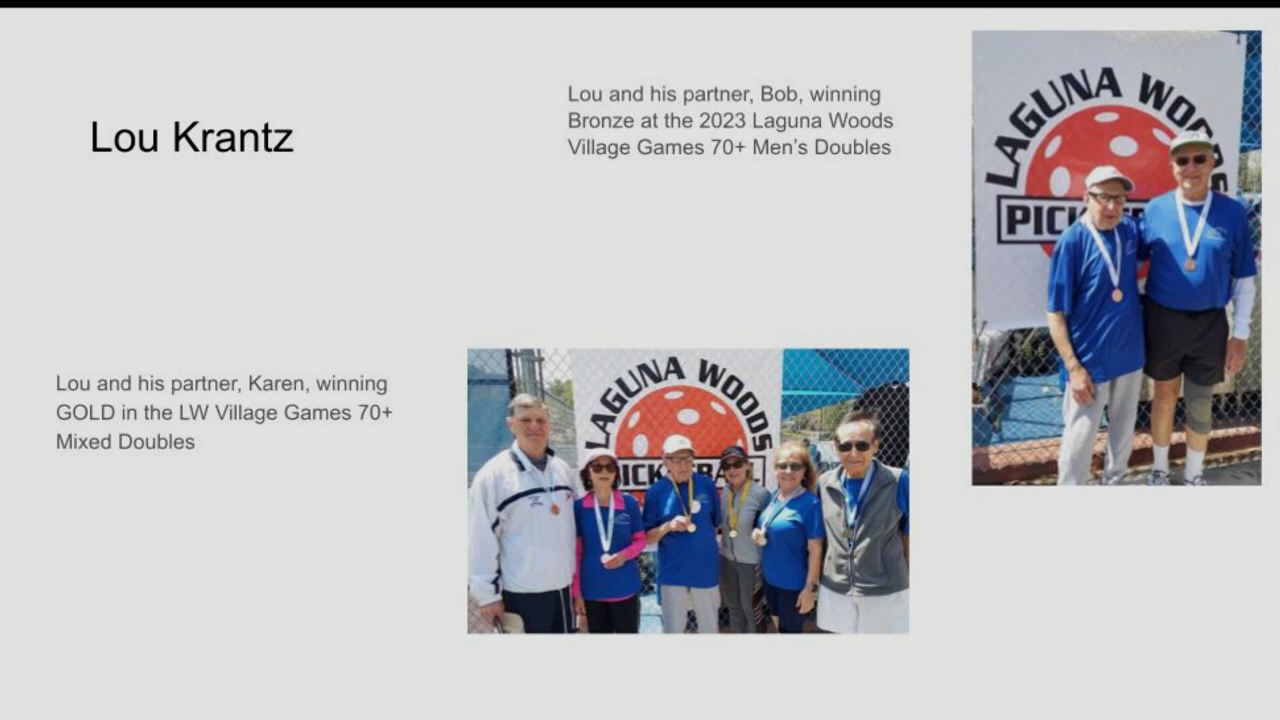 Lou Krantz
Lou and his partner, Bob, winning
Bronze at the 2023 Laguna Woods
Village Games 70+ Men’s Doubles
LAGUNA WOODS
Lou and his partner, Karen, winning
GOLD in the LW Village Games 70+
Mixed Doubles
LAGUNA WOODS